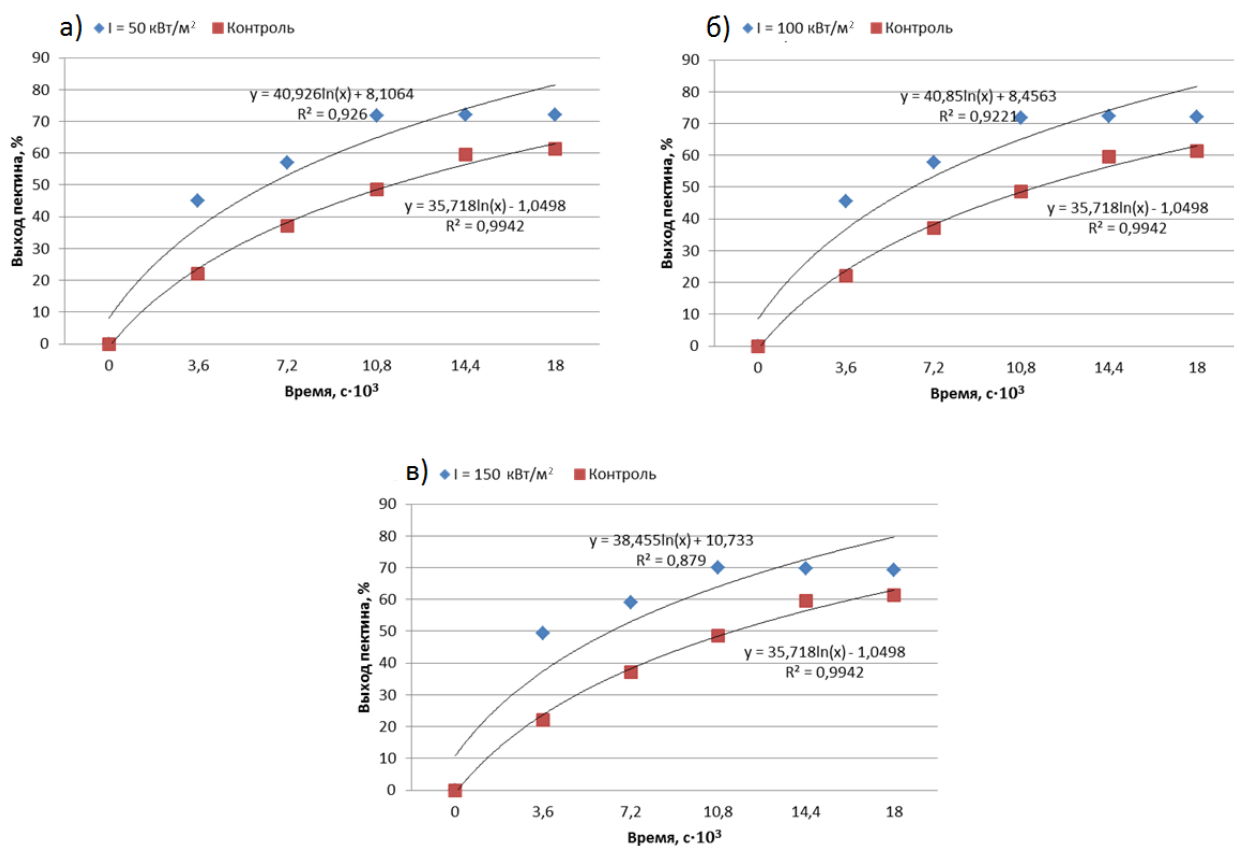 а) I = 50 кВт/м² Контроль
90
80
70
60
50
40
30
20
10
0
Выход пектина, %
y = 40,926ln(x) + 8,1064
R² = 0,926
y = 35,718ln(x) - 1,0498
R² = 0,9942
0 3,6 7,2 10,8 14,4 18
Время, с·10³
б) I = 100 кВт/м² Контроль
90
80
70
60
50
40
30
20
10
0
Выход пектина, %
y = 40,85ln(x) + 8,4563
R² = 0,9221
y = 35,718ln(x) - 1,0498
R² = 0,9942
0 3,6 7,2 10,8 14,4 18
Время, с·10³
в) I = 150 кВт/м² Контроль
90
80
70
60
50
40
30
20
10
0
Выход пектина, %
y = 38,455ln(x) + 10,733
R² = 0,879
y = 35,718ln(x) - 1,0498
R² = 0,9942
0 3,6 7,2 10,8 14,4 18
Время, с·10³